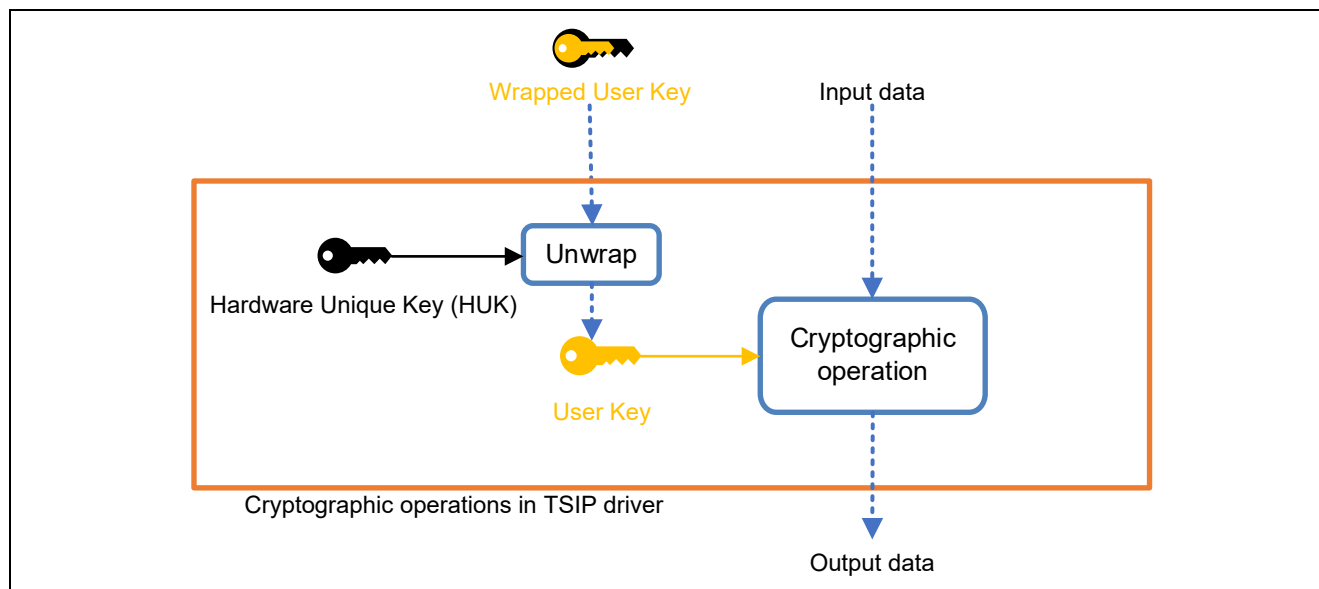 Wrapped User Key
Input data
Unwrap
Hardware Unique Key (HUK)
Cryptographic
operation
User Key
Cryptographic operations in TSIP driver
Output data